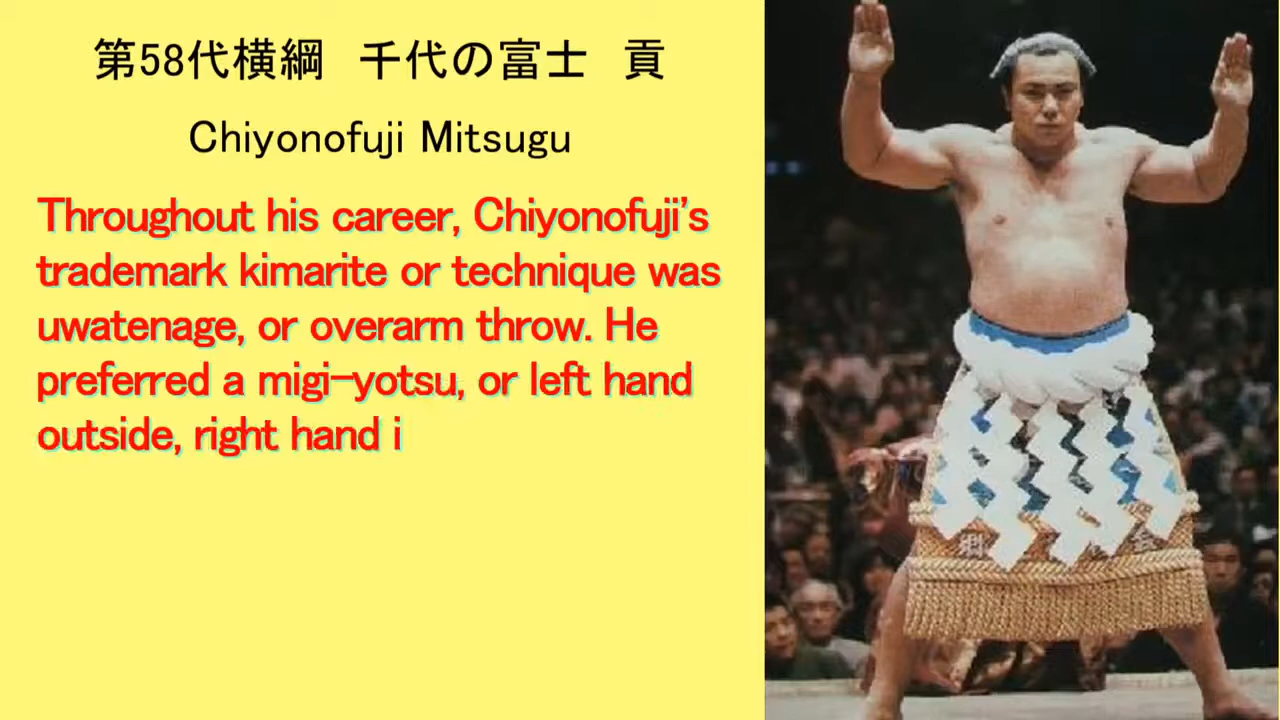 第58代横綱　千代の富士　貢
Chiyonofuji Mitsugu
Throughout his career, Chiyonofuji's
trademark kimarite or technique was
uwatenage, or overarm throw. He
preferred a migi-yotsu, or left hand
outside, right hand i